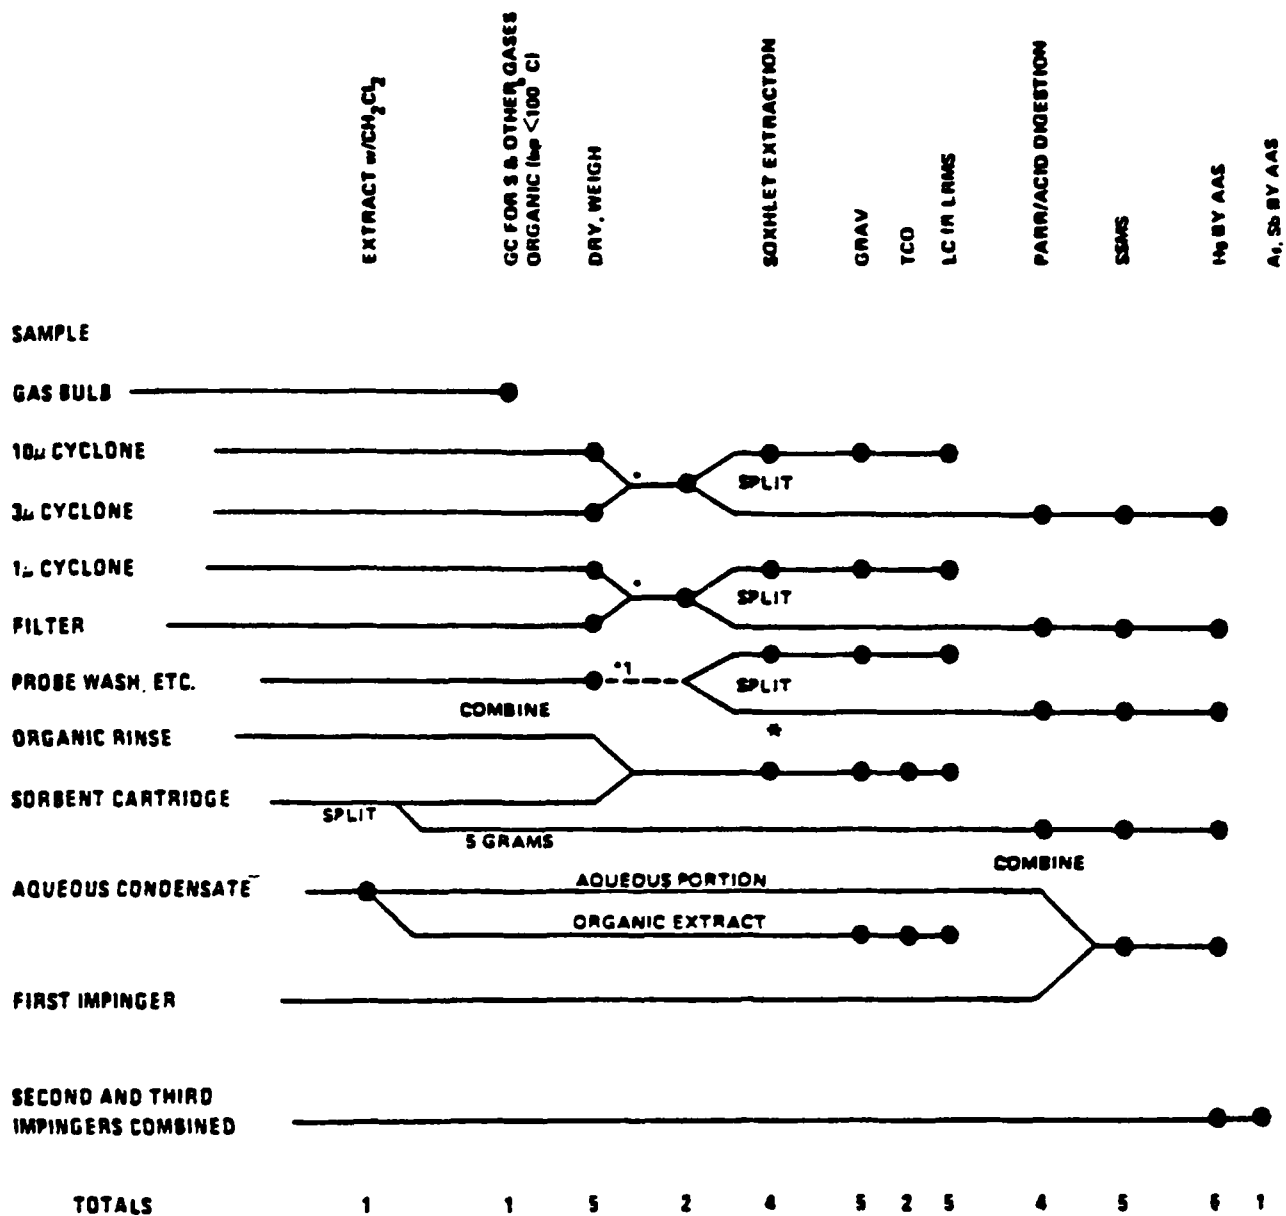 EXTRACT w/CH2CL2
GC FOR S & OTHER GASES
ORGANIC (bp <100° C)
DRY, WEIGH
SOXHLET EXTRACTION
GRAV
TCO
LC IR LRMS
PARR/ACID DIGESTION
SSMS
Hg BY AAS
As, Sb BY AAS
SAMPLE
GAS BULB
10μ CYCLONE
*
SPLIT
3μ CYCLONE
1μ CYCLONE
*
SPLIT
FILTER
PROBE WASH, ETC.
*1
SPLIT
COMBINE
*
ORGANIC RINSE
SORBENT CARTRIDGE
SPLIT
5 GRAMS
COMBINE
AQUEOUS CONDENSATE
AQUEOUS PORTION
ORGANIC EXTRACT
FIRST IMPINGER
SECOND AND THIRD
IMPINGERS COMBINED
TOTALS 1 1 5 2 4 5 2 5 4 5 6 1